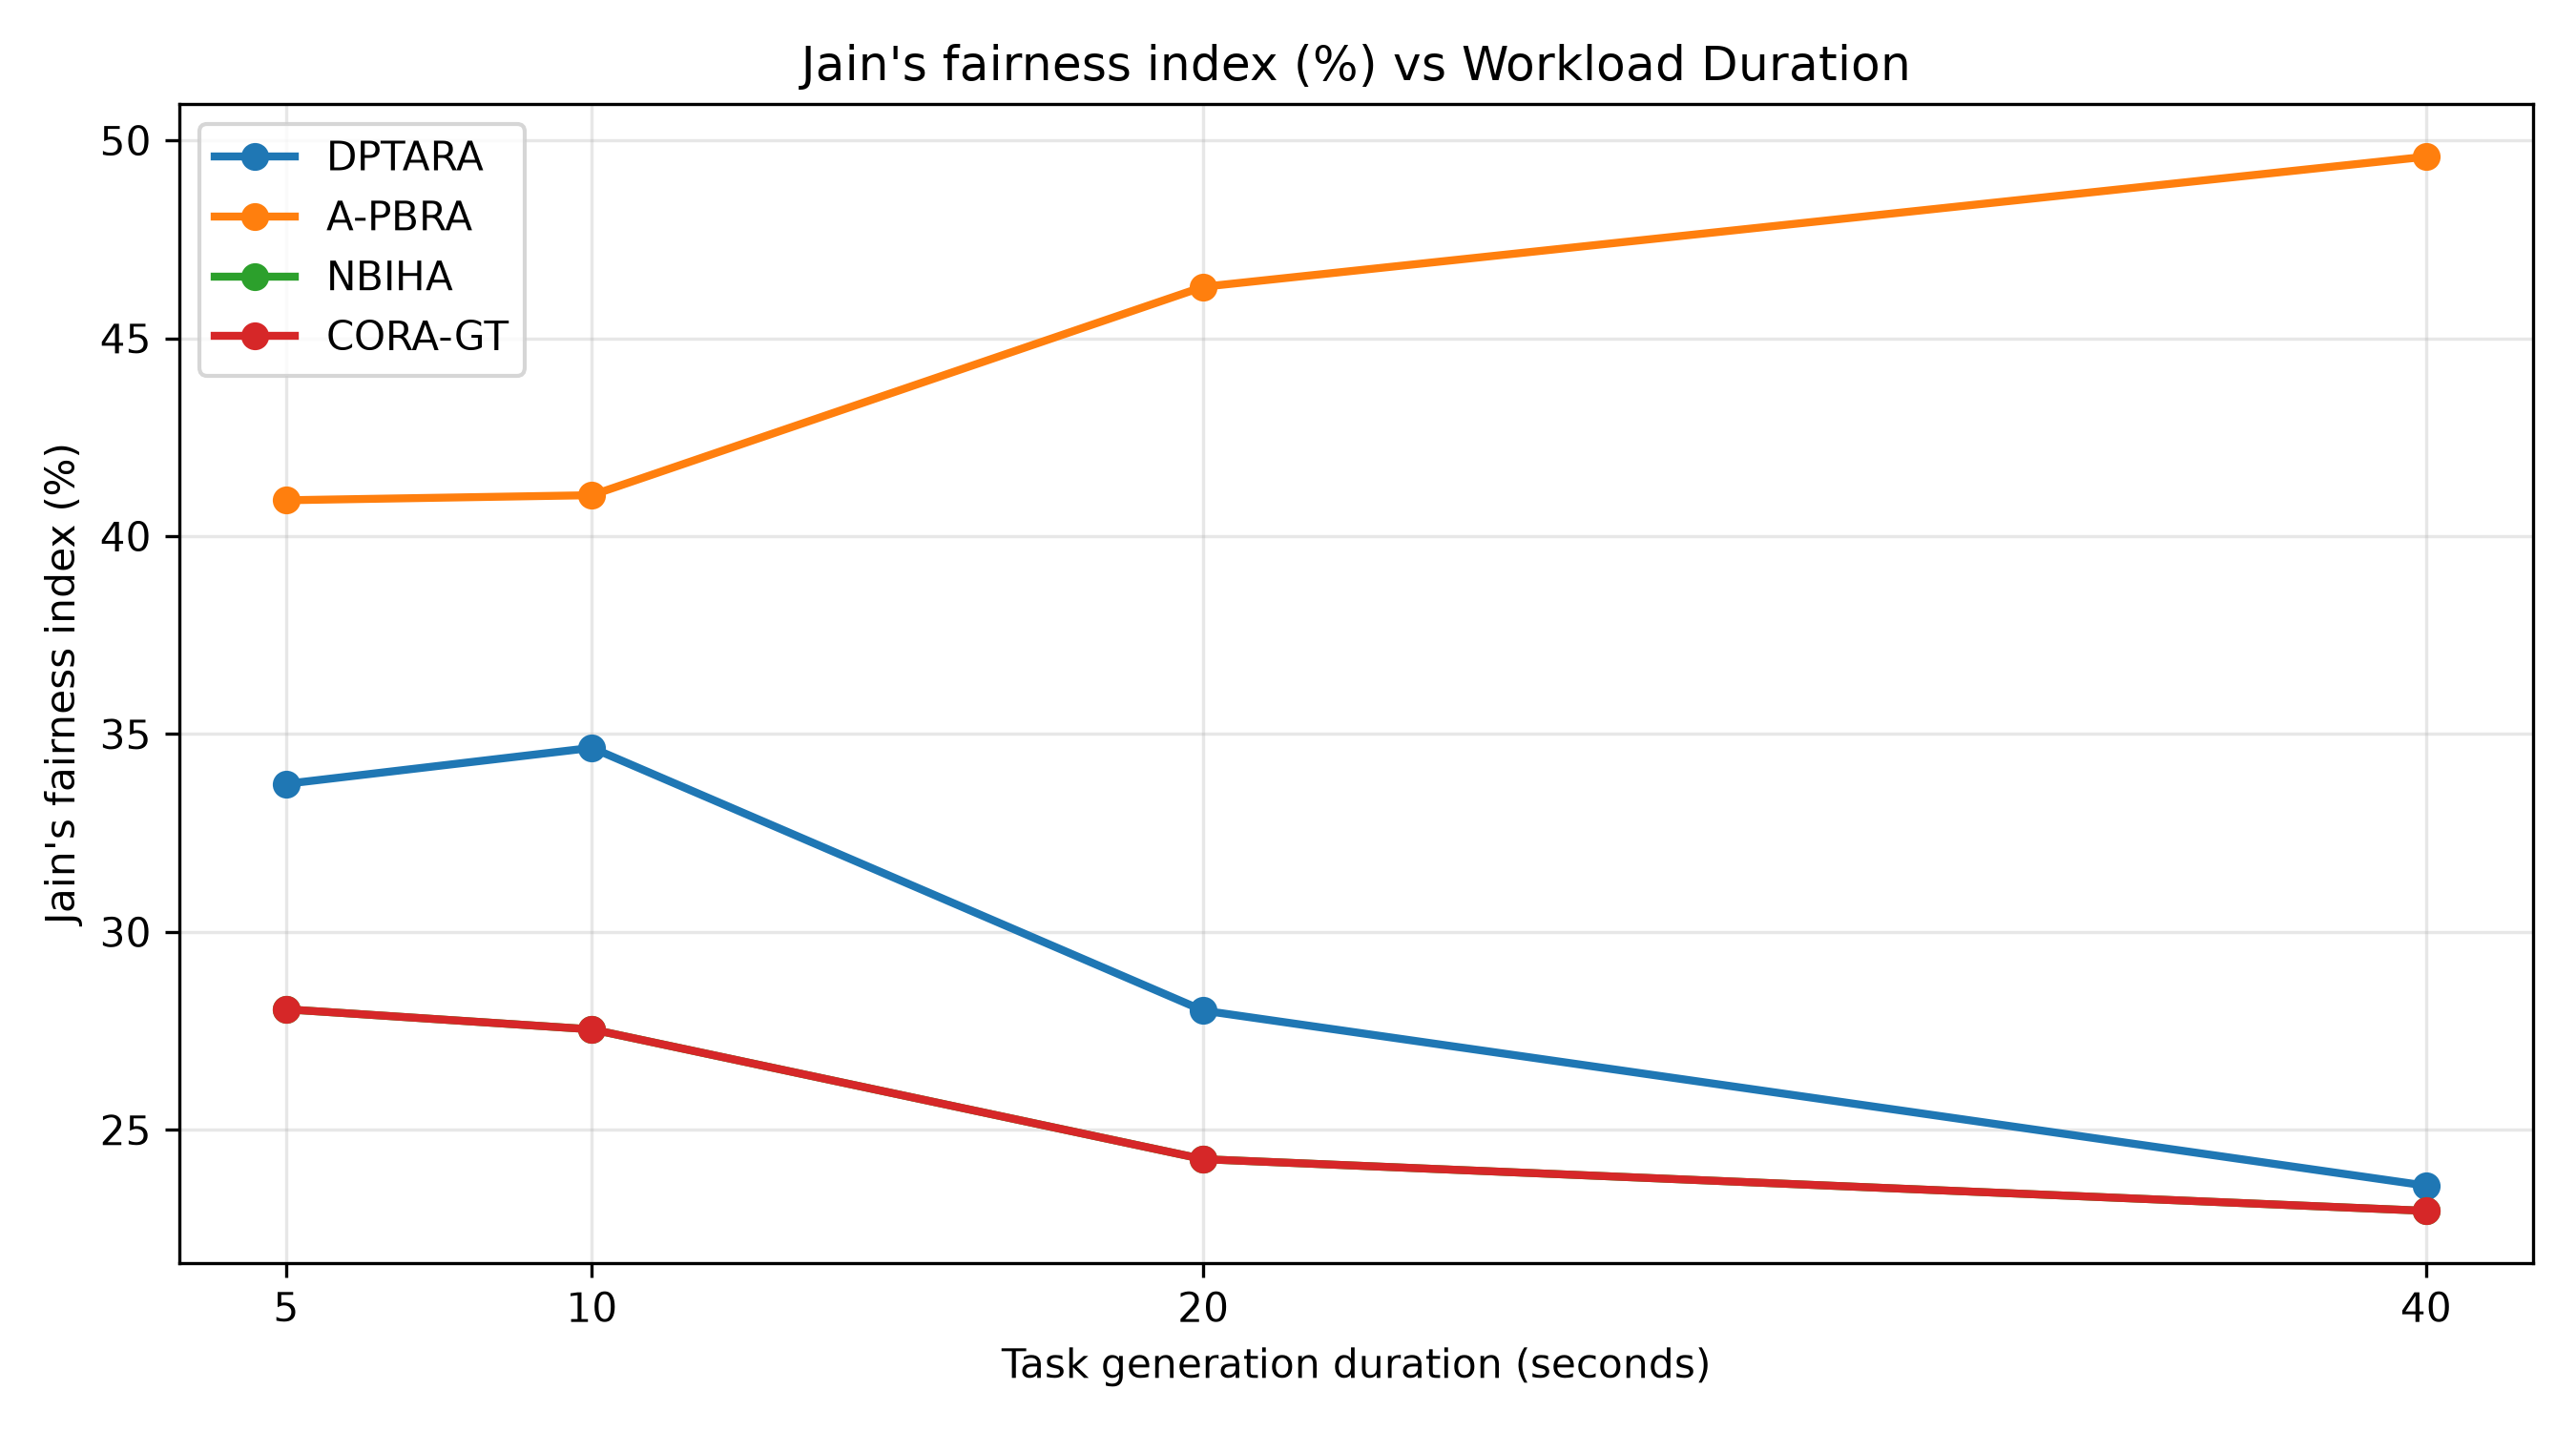 Jain's fairness index (%) vs Workload Duration
DPTARA
A-PBRA
NBIHA
CORA-GT
Jain's fairness index (%)
50
45
40
35
30
25
5
10
20
40
Task generation duration (seconds)